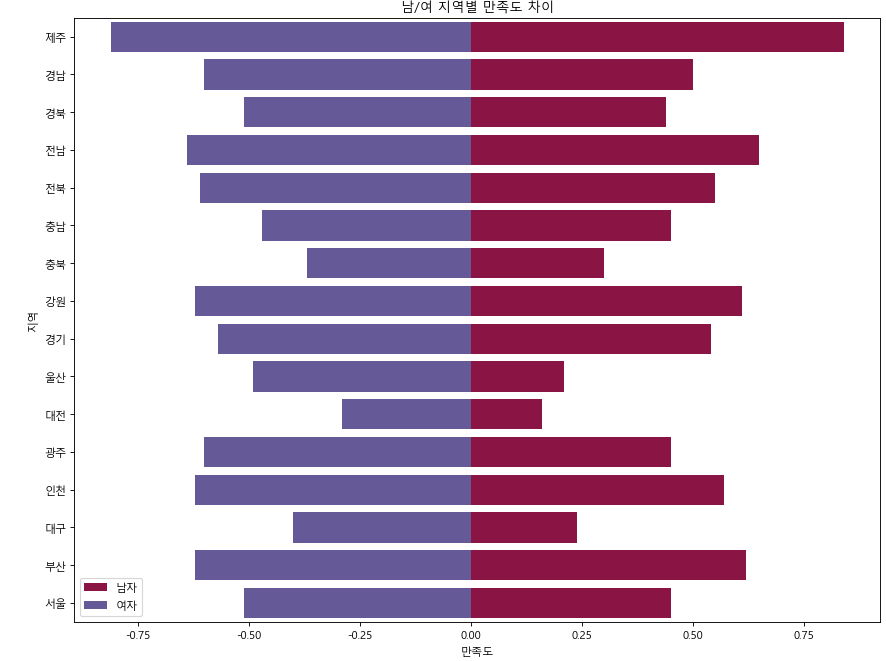 남/여 지역별 만족도 차이
제주
경남
경북
전남
전북
충남
충북
강원
경기
울산
대전
광주
인천
대구
부산
서울
지역
남자
여자
-0.75 -0.50 -0.25 0.00 0.25 0.50 0.75
만족도